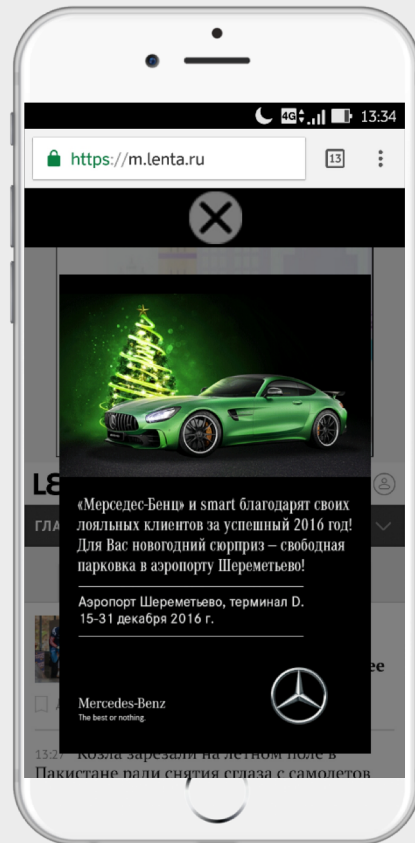 4G 13:34
https://m.lenta.ru 13
«Мерседес-Бенц» и smart благодарят своих
лояльных клиентов за успешный 2016 год!
Для Вас новогодний сюрприз – свободная
парковка в аэропорту Шереметьево!
Аэропорт Шереметьево, терминал D.
15-31 декабря 2016 г.
Mercedes-Benz
The best or nothing.
13:27 Козла зарезали на летном поле в
Пакистане ради снятия сглаза с самолетов